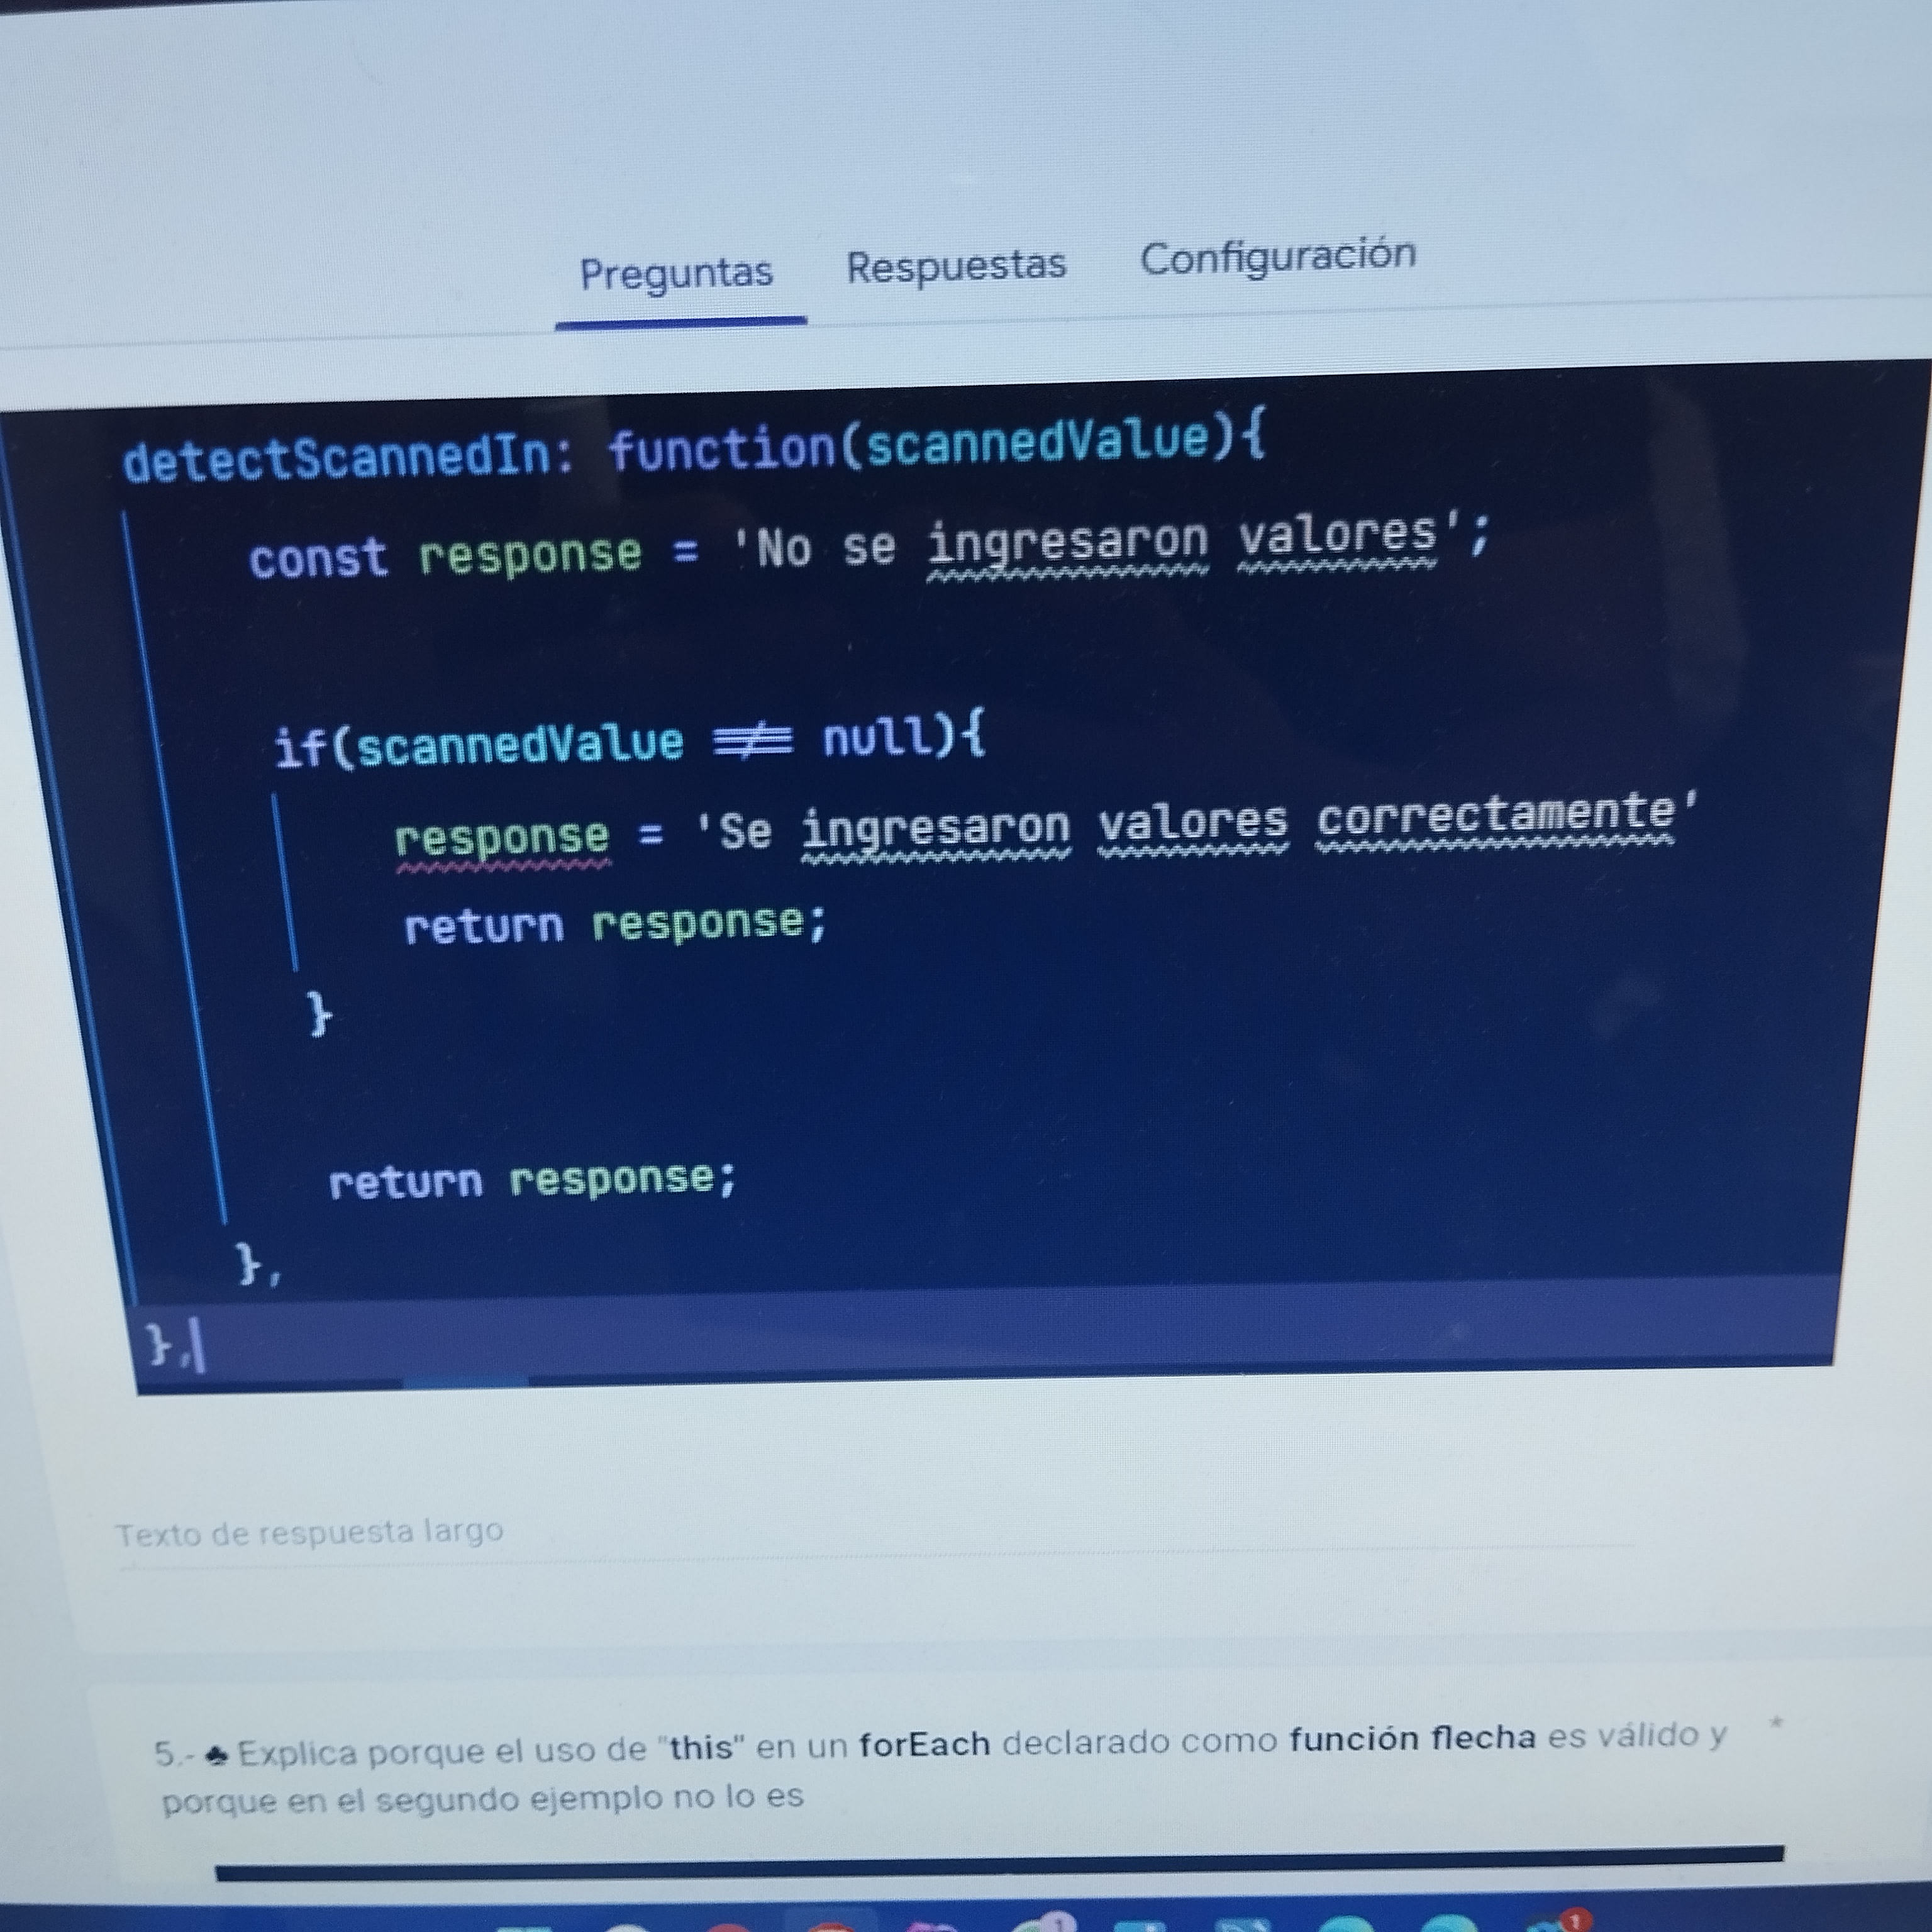 Preguntas Respuestas Configuración
detectScannedIn: function(scannedValue){
const response = 'No se ingresaron valores';
if(scannedValue !== null){
response = 'Se ingresaron valores correctamente'
return response;
}
return response;
},
},
Texto de respuesta largo
5.- ♣ Explica porque el uso de "this" en un forEach declarado como función flecha es válido y *
porque en el segundo ejemplo no lo es
1
1